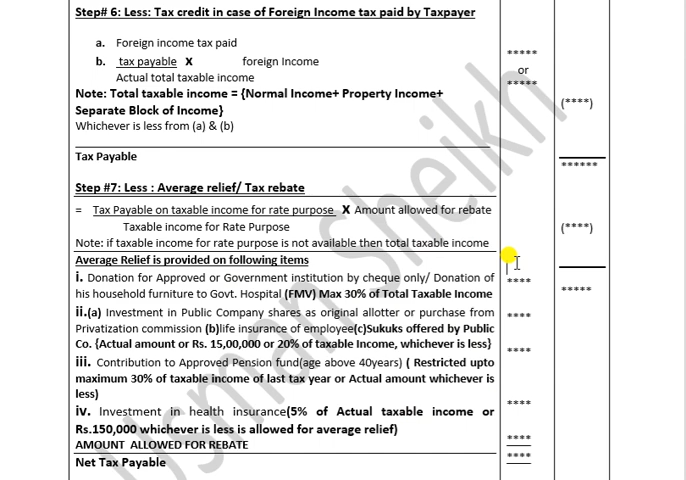 Step# 6: Less: Tax credit in case of Foreign Income tax paid by Taxpayer
a. Foreign income tax paid
*****
b. tax payable X foreign Income
or
Actual total taxable income
*****
Note: Total taxable income = {Normal Income+ Property Income+
(****)
Separate Block of Income}
Whichever is less from (a) & (b)
Tax Payable
******
Step #7: Less : Average relief/ Tax rebate
= Tax Payable on taxable income for rate purpose X Amount allowed for rebate
Taxable income for Rate Purpose
(****)
Note: if taxable income for rate purpose is not available then total taxable income
Average Relief is provided on following items
i. Donation for Approved or Government institution by cheque only/ Donation of
****
his household furniture to Govt. Hospital (FMV) Max 30% of Total Taxable Income
*****
ii.(a) Investment in Public Company shares as original allotter or purchase from
****
Privatization commission (b)life insurance of employee(c)Sukuks offered by Public
Co. {Actual amount or Rs. 15,00,000 or 20% of taxable Income, whichever is less}
****
iii. Contribution to Approved Pension fund(age above 40years) ( Restricted upto
maximum 30% of taxable income of last tax year or Actual amount whichever is
less)
****
iv. Investment in health insurance(5% of Actual taxable income or
Rs.150,000 whichever is less is allowed for average relief)
****
AMOUNT ALLOWED FOR REBATE
****
Net Tax Payable
Usman Sheikh